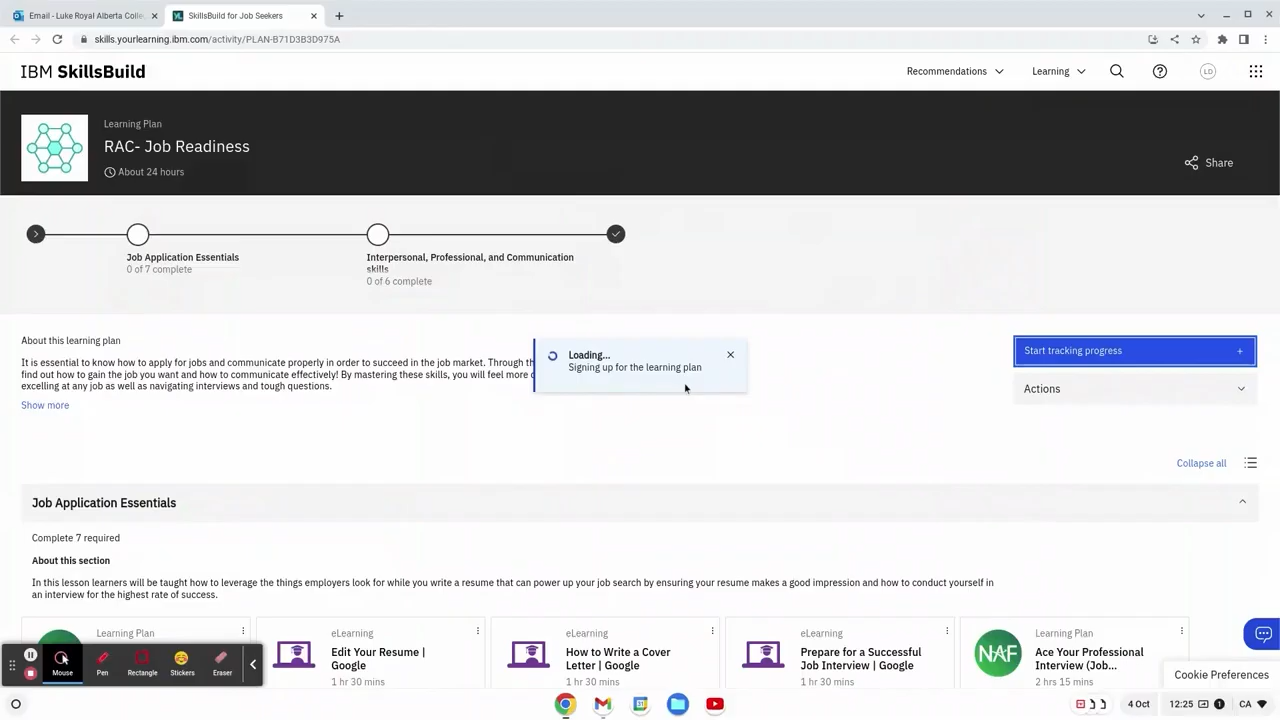 Email - Luke Royal Alberta Colle
SkillsBuild for Job Seekers
skills.yourlearning.ibm.com/activity/PLAN-B71D3B3D975A
IBM SkillsBuild
Recommendations
Learning
LD
Learning Plan
RAC- Job Readiness
About 24 hours
Share
Job Application Essentials
0 of 7 complete
Interpersonal, Professional, and Communication
skills
0 of 6 complete
About this learning plan
It is essential to know how to apply for jobs and communicate properly in order to succeed in the job market. Through th
find out how to gain the job you want and how to communicate effectively! By mastering these skills, you will feel more c
excelling at any job as well as navigating interviews and tough questions.
Show more
Loading...
Signing up for the learning plan
Start tracking progress
Actions
Collapse all
Job Application Essentials
Complete 7 required
About this section
In this lesson learners will be taught how to leverage the things employers look for while you write a resume that can power up your job search by ensuring your resume makes a good impression and how to conduct yourself in
an interview for the highest rate of success.
Learning Plan
eLearning
Edit Your Resume |
Google
1 hr 30 mins
eLearning
How to Write a Cover
Letter | Google
1 hr 30 mins
eLearning
Prepare for a Successful
Job Interview | Google
1 hr 30 mins
NAF
Learning Plan
Ace Your Professional
Interview (Job...
2 hrs 15 mins
Mouse
Pen
Rectangle
Stickers
Eraser
Cookie Preferences
4 Oct
12:25
1
CA